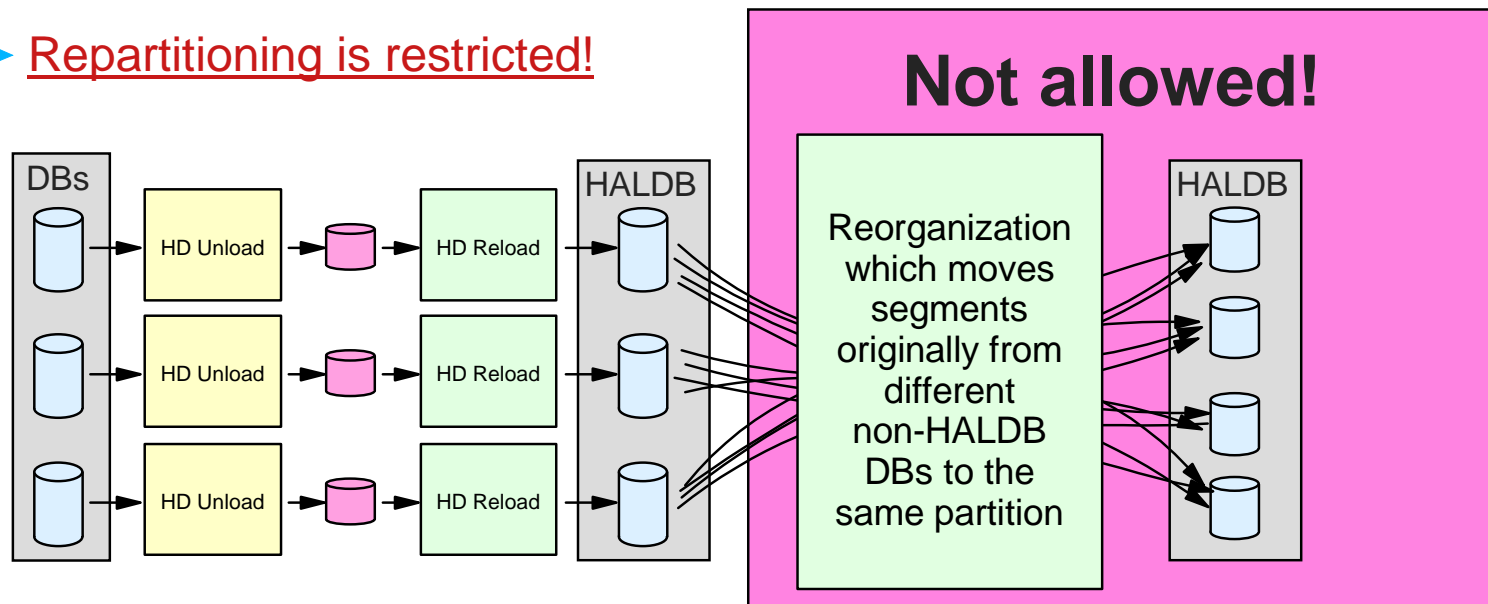 Repartitioning is restricted!
Not allowed!
DBs
HALDB
HALDB
HD Unload
HD Reload
HD Unload
HD Reload
HD Unload
HD Reload
Reorganization
which moves
segments
originally from
different
non-HALDB
DBs to the
same partition